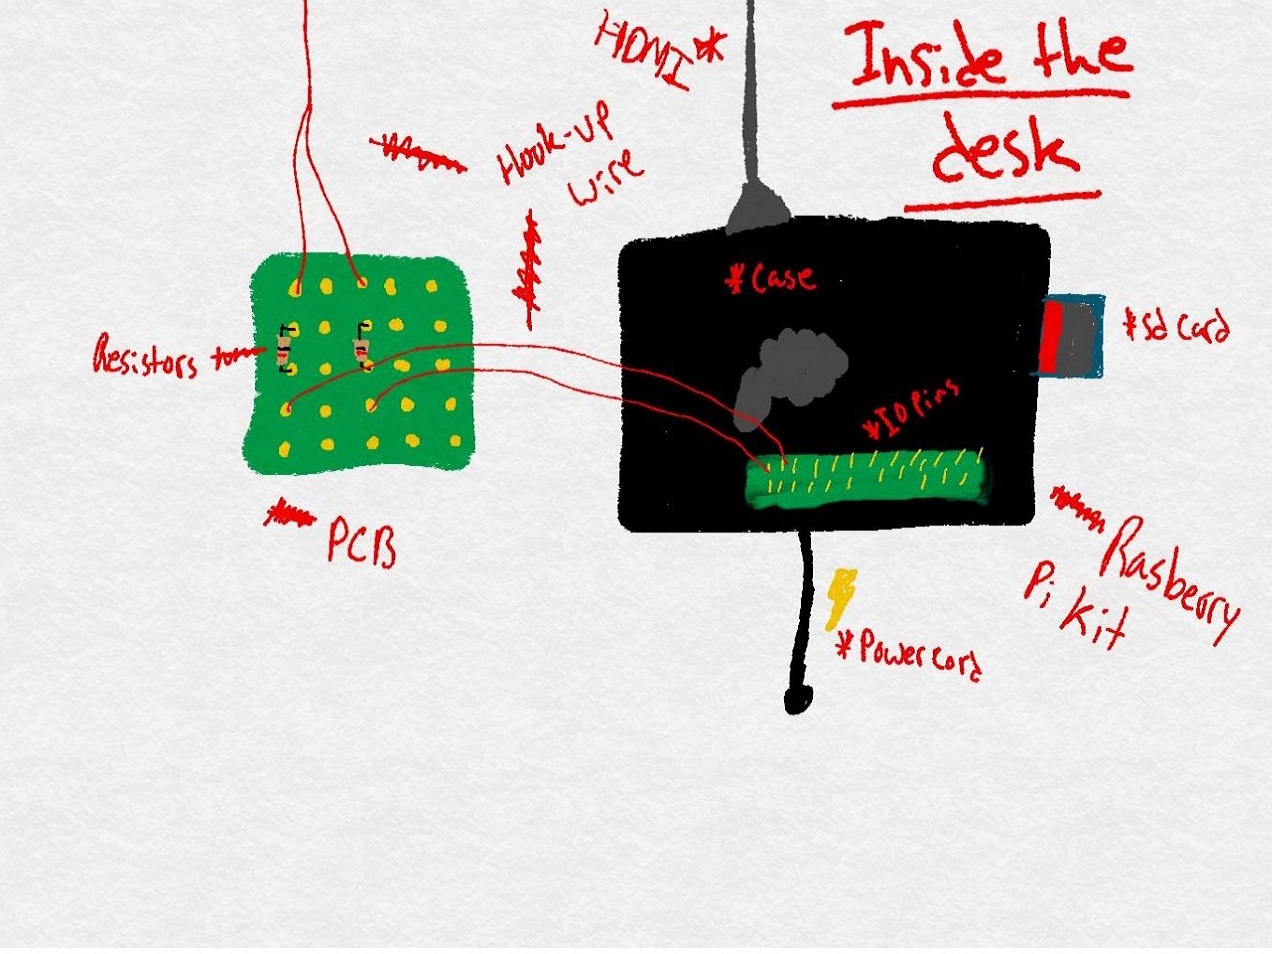 Inside the
desk
HDMI*
Hook-up
wire
*Case
*Sd Card
Resistors
*IO Pins
PCB
Rasberry
Pi Kit
*Power cord